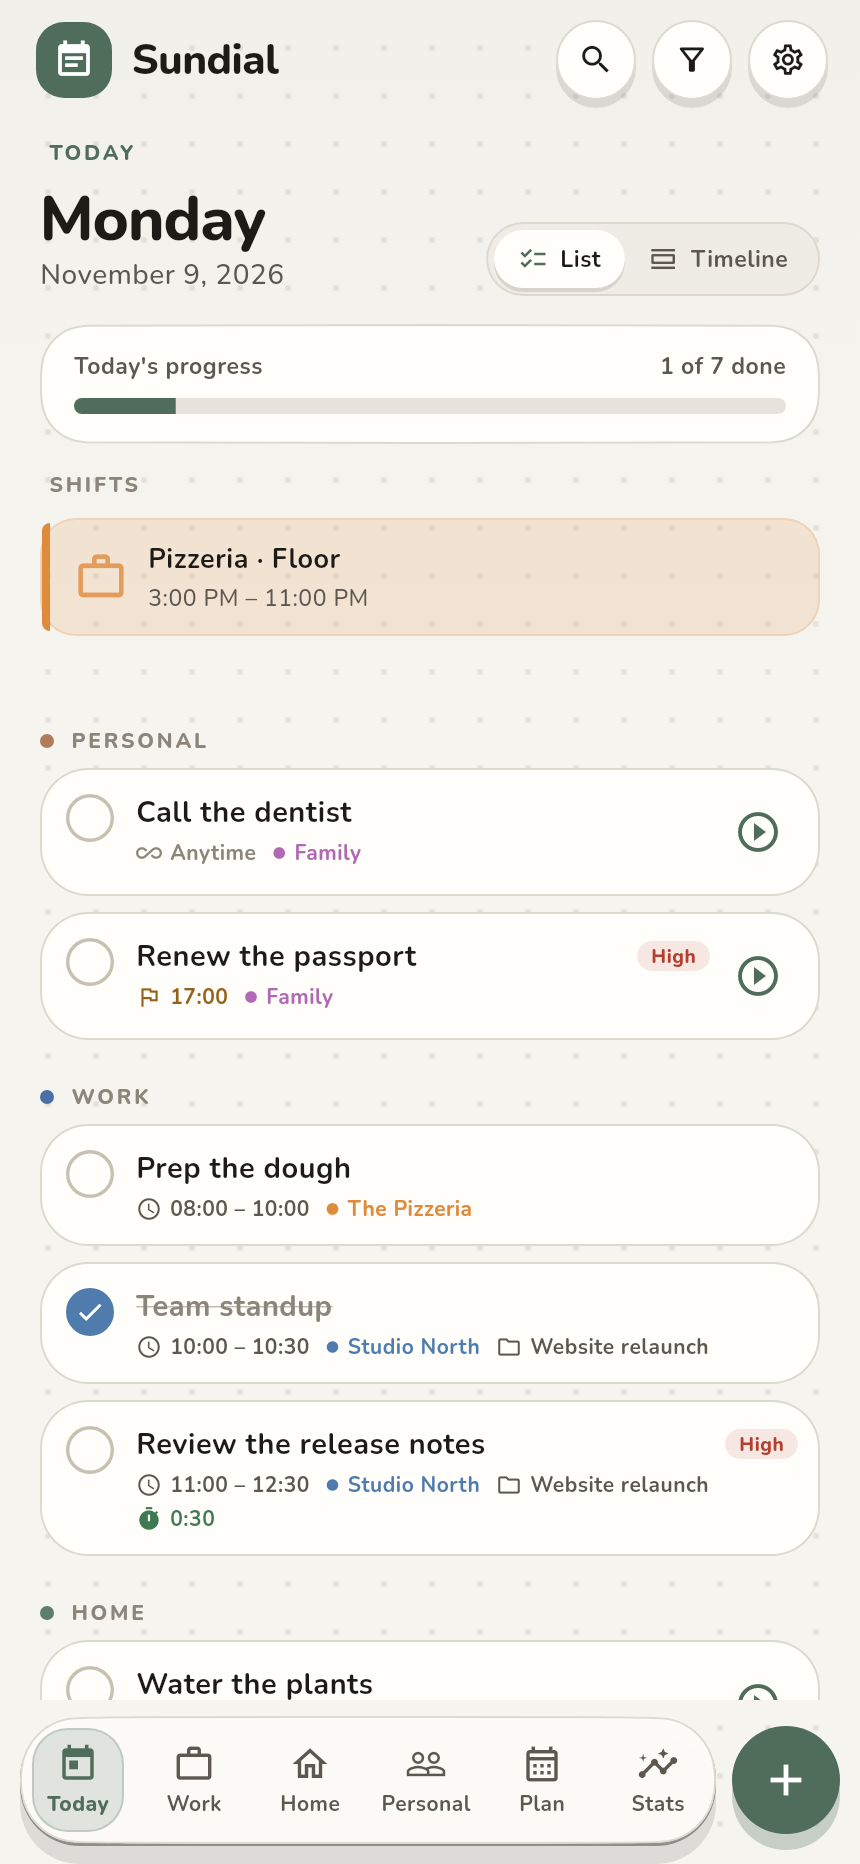 Sundial
TODAY
Monday
November 9, 2026
List
Timeline
Today's progress
1 of 7 done
SHIFTS
Pizzeria · Floor
3:00 PM – 11:00 PM
PERSONAL
Call the dentist
Anytime Family
Renew the passport
High
17:00 Family
WORK
Prep the dough
08:00 – 10:00 The Pizzeria
Team standup
10:00 – 10:30 Studio North Website relaunch
Review the release notes
High
11:00 – 12:30 Studio North Website relaunch
0:30
HOME
Water the plants
Today
Work
Home
Personal
Plan
Stats